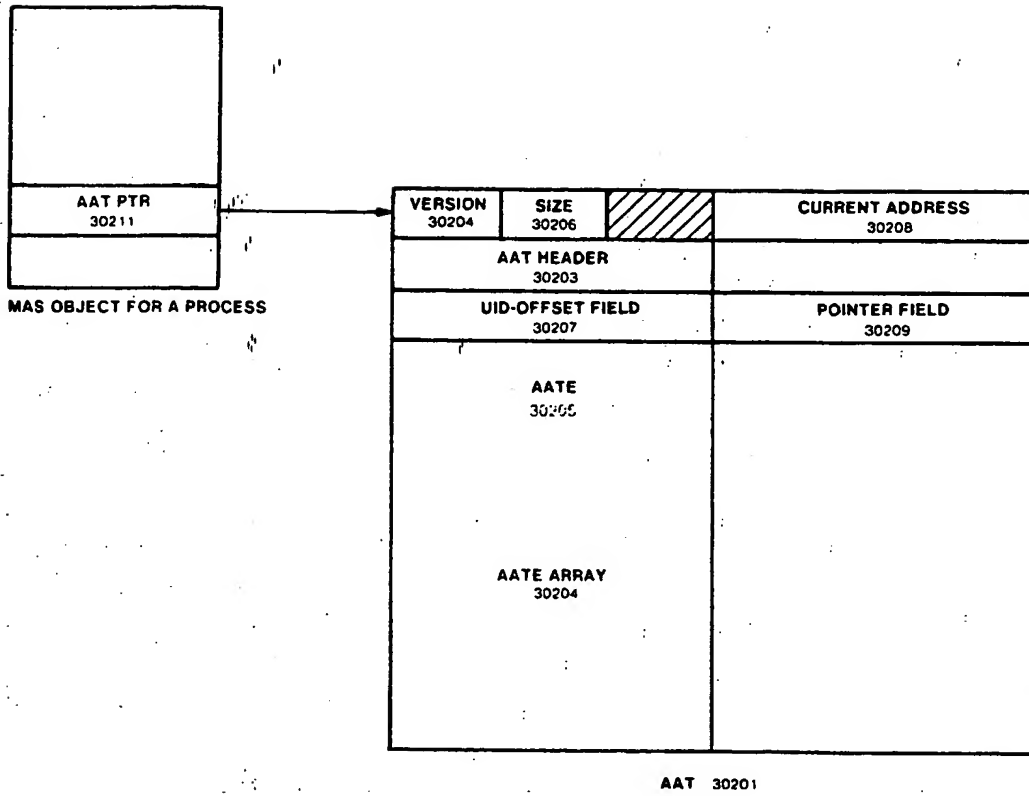 AAT PTR
30211
MAS OBJECT FOR A PROCESS
VERSION
30204
SIZE
30206
CURRENT ADDRESS
30208
AAT HEADER
30203
UID-OFFSET FIELD
30207
POINTER FIELD
30209
AATE
30205
AATE ARRAY
30204
AAT 30201